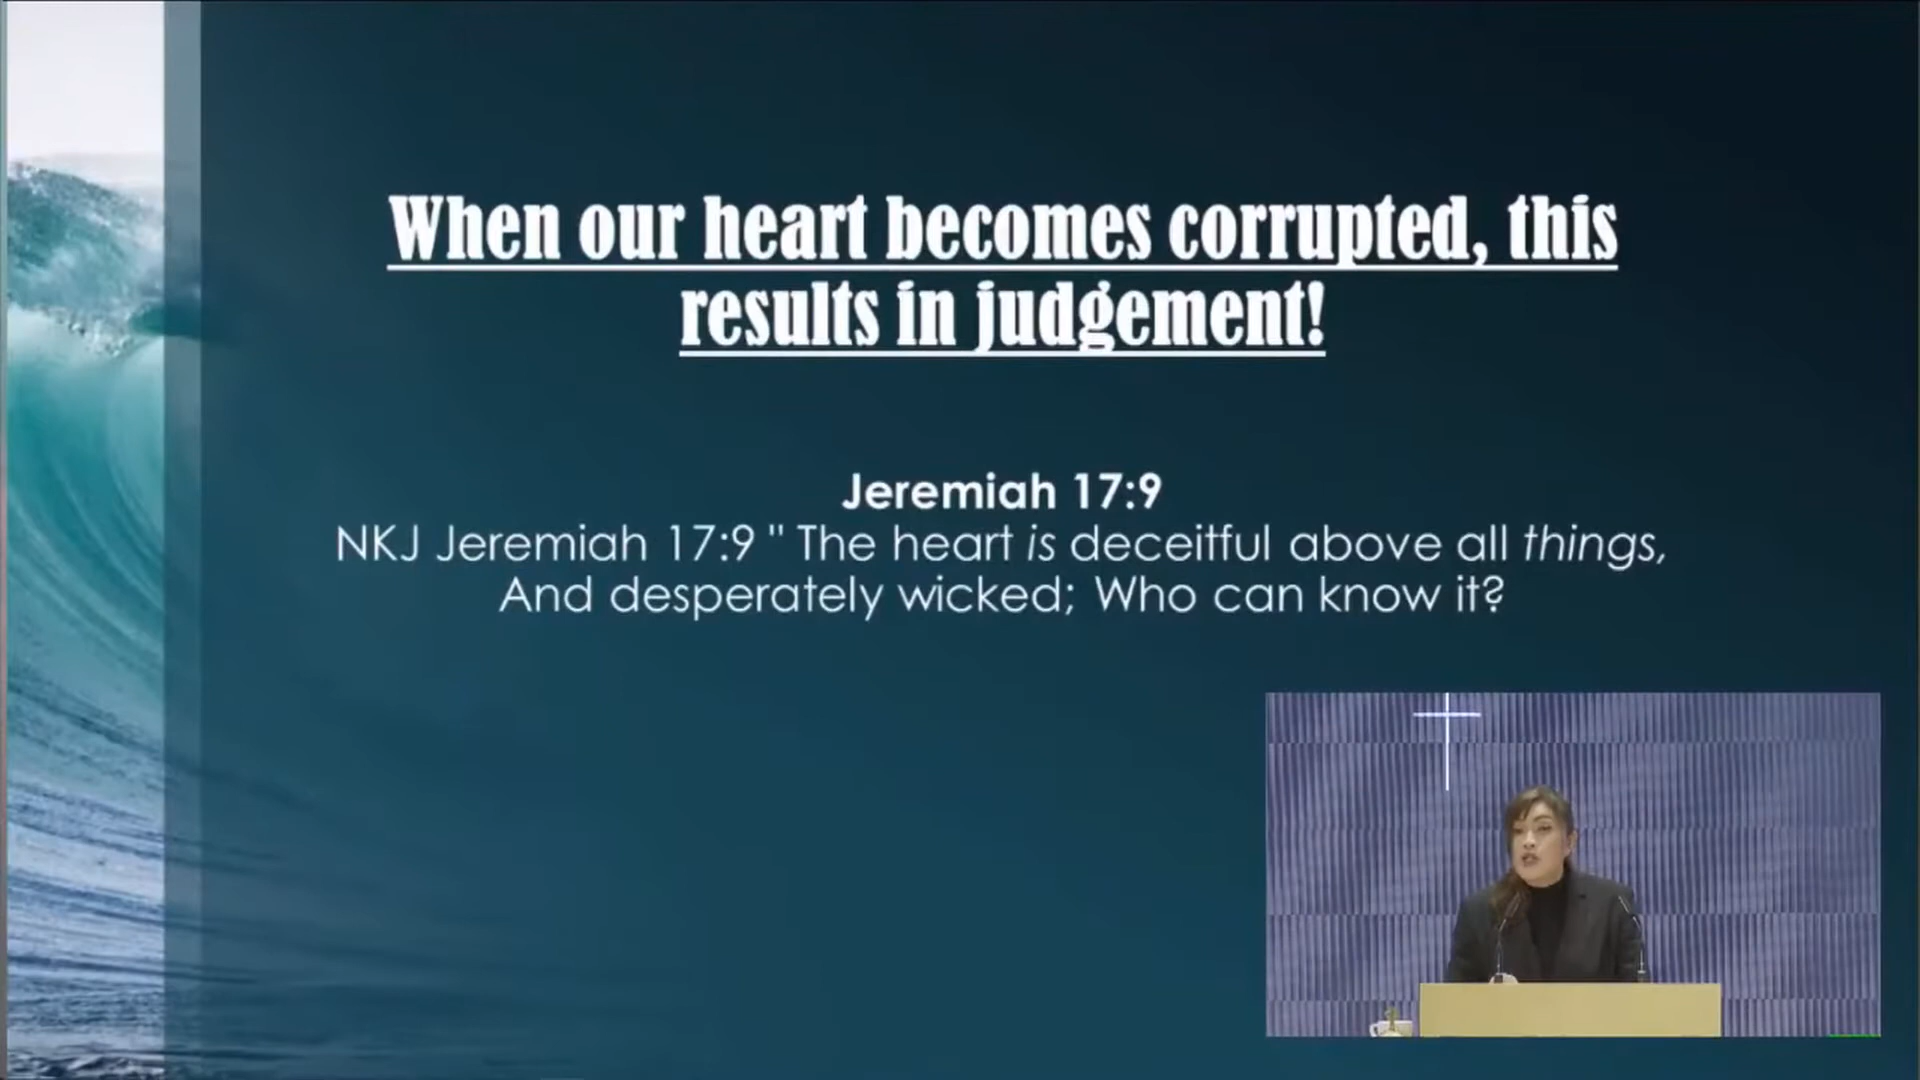 When our heart becomes corrupted, this
results in judgement!
Jeremiah 17:9
NKJ Jeremiah 17:9 " The heart is deceitful above all things,
And desperately wicked; Who can know it?